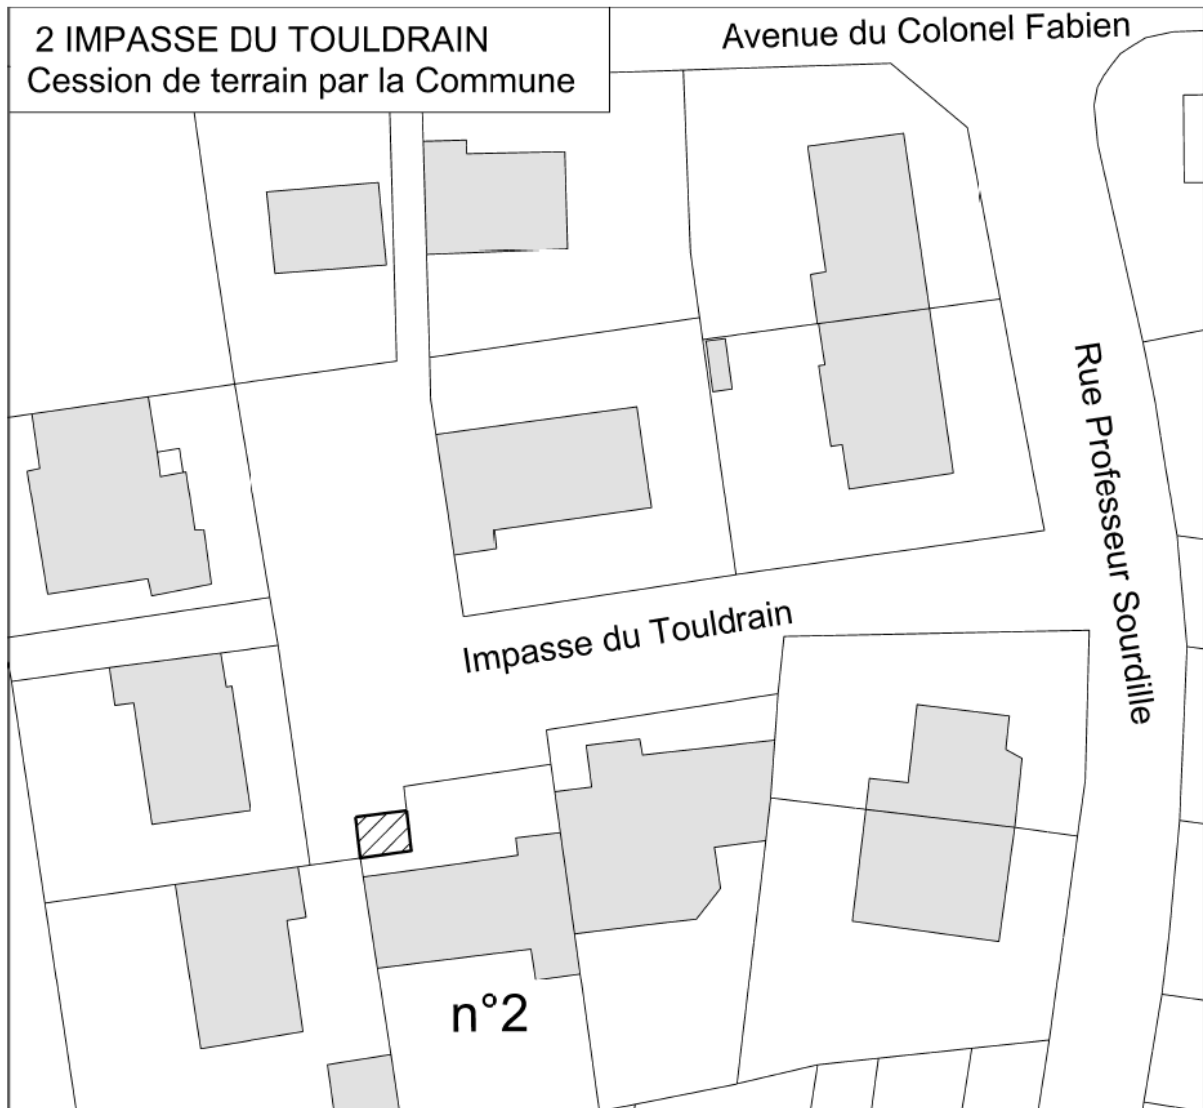 2 IMPASSE DU TOULDRAIN
Cession de terrain par la Commune
Avenue du Colonel Fabien
Rue Professeur Sourdille
Impasse du Touldrain
n°2